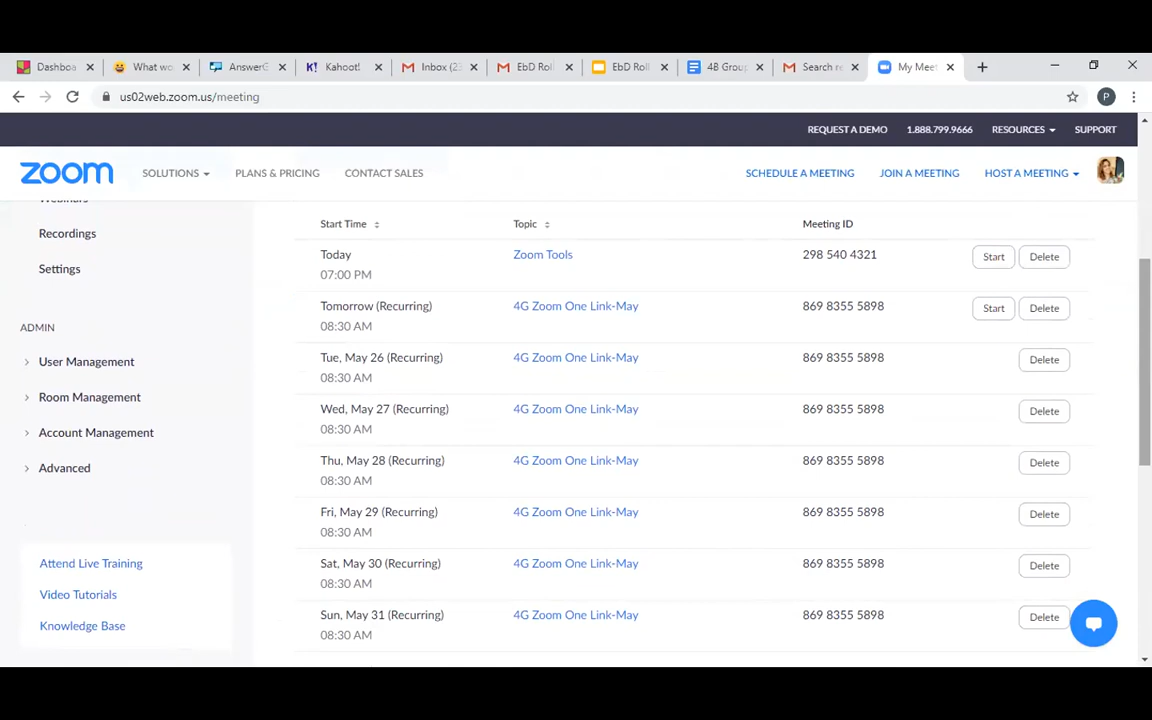 Dashboa
What wo
AnswerG
Kahoot!
Inbox (2
EbD Roll
EbD Roll
4B Group
Search re
My Meet
us02web.zoom.us/meeting
P
REQUEST A DEMO 1.888.799.9666 RESOURCES SUPPORT
zoom SOLUTIONS PLANS & PRICING CONTACT SALES SCHEDULE A MEETING JOIN A MEETING HOST A MEETING
Webinars
Recordings
Settings
ADMIN
User Management
Room Management
Account Management
Advanced
Attend Live Training
Video Tutorials
Knowledge Base
Start Time Topic Meeting ID
Today Zoom Tools 298 540 4321 Start Delete
07:00 PM
Tomorrow (Recurring) 4G Zoom One Link-May 869 8355 5898 Start Delete
08:30 AM
Tue, May 26 (Recurring) 4G Zoom One Link-May 869 8355 5898 Delete
08:30 AM
Wed, May 27 (Recurring) 4G Zoom One Link-May 869 8355 5898 Delete
08:30 AM
Thu, May 28 (Recurring) 4G Zoom One Link-May 869 8355 5898 Delete
08:30 AM
Fri, May 29 (Recurring) 4G Zoom One Link-May 869 8355 5898 Delete
08:30 AM
Sat, May 30 (Recurring) 4G Zoom One Link-May 869 8355 5898 Delete
08:30 AM
Sun, May 31 (Recurring) 4G Zoom One Link-May 869 8355 5898 Delete
08:30 AM